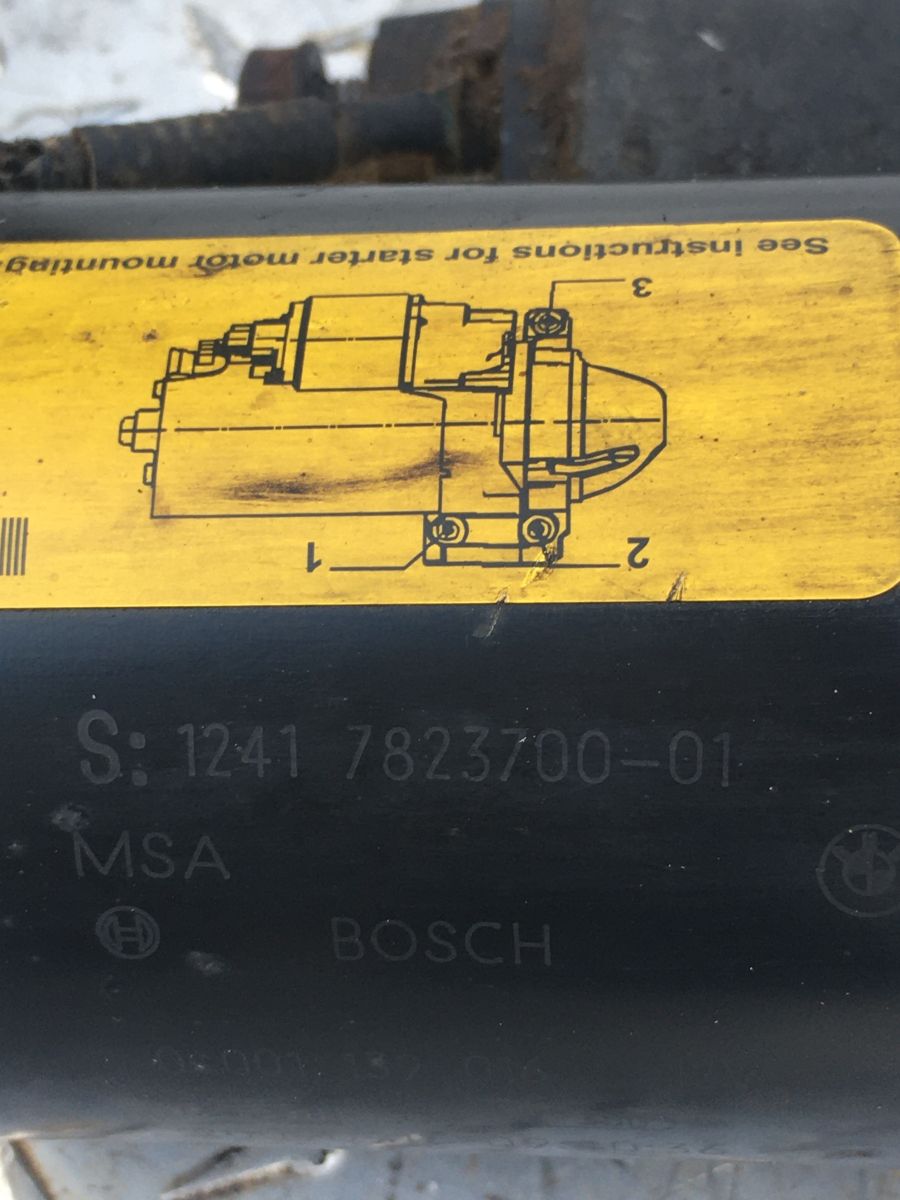 See instructions for starter motor mounting
3
1
2
S: 1241 7823700-01
MSA
BOSCH